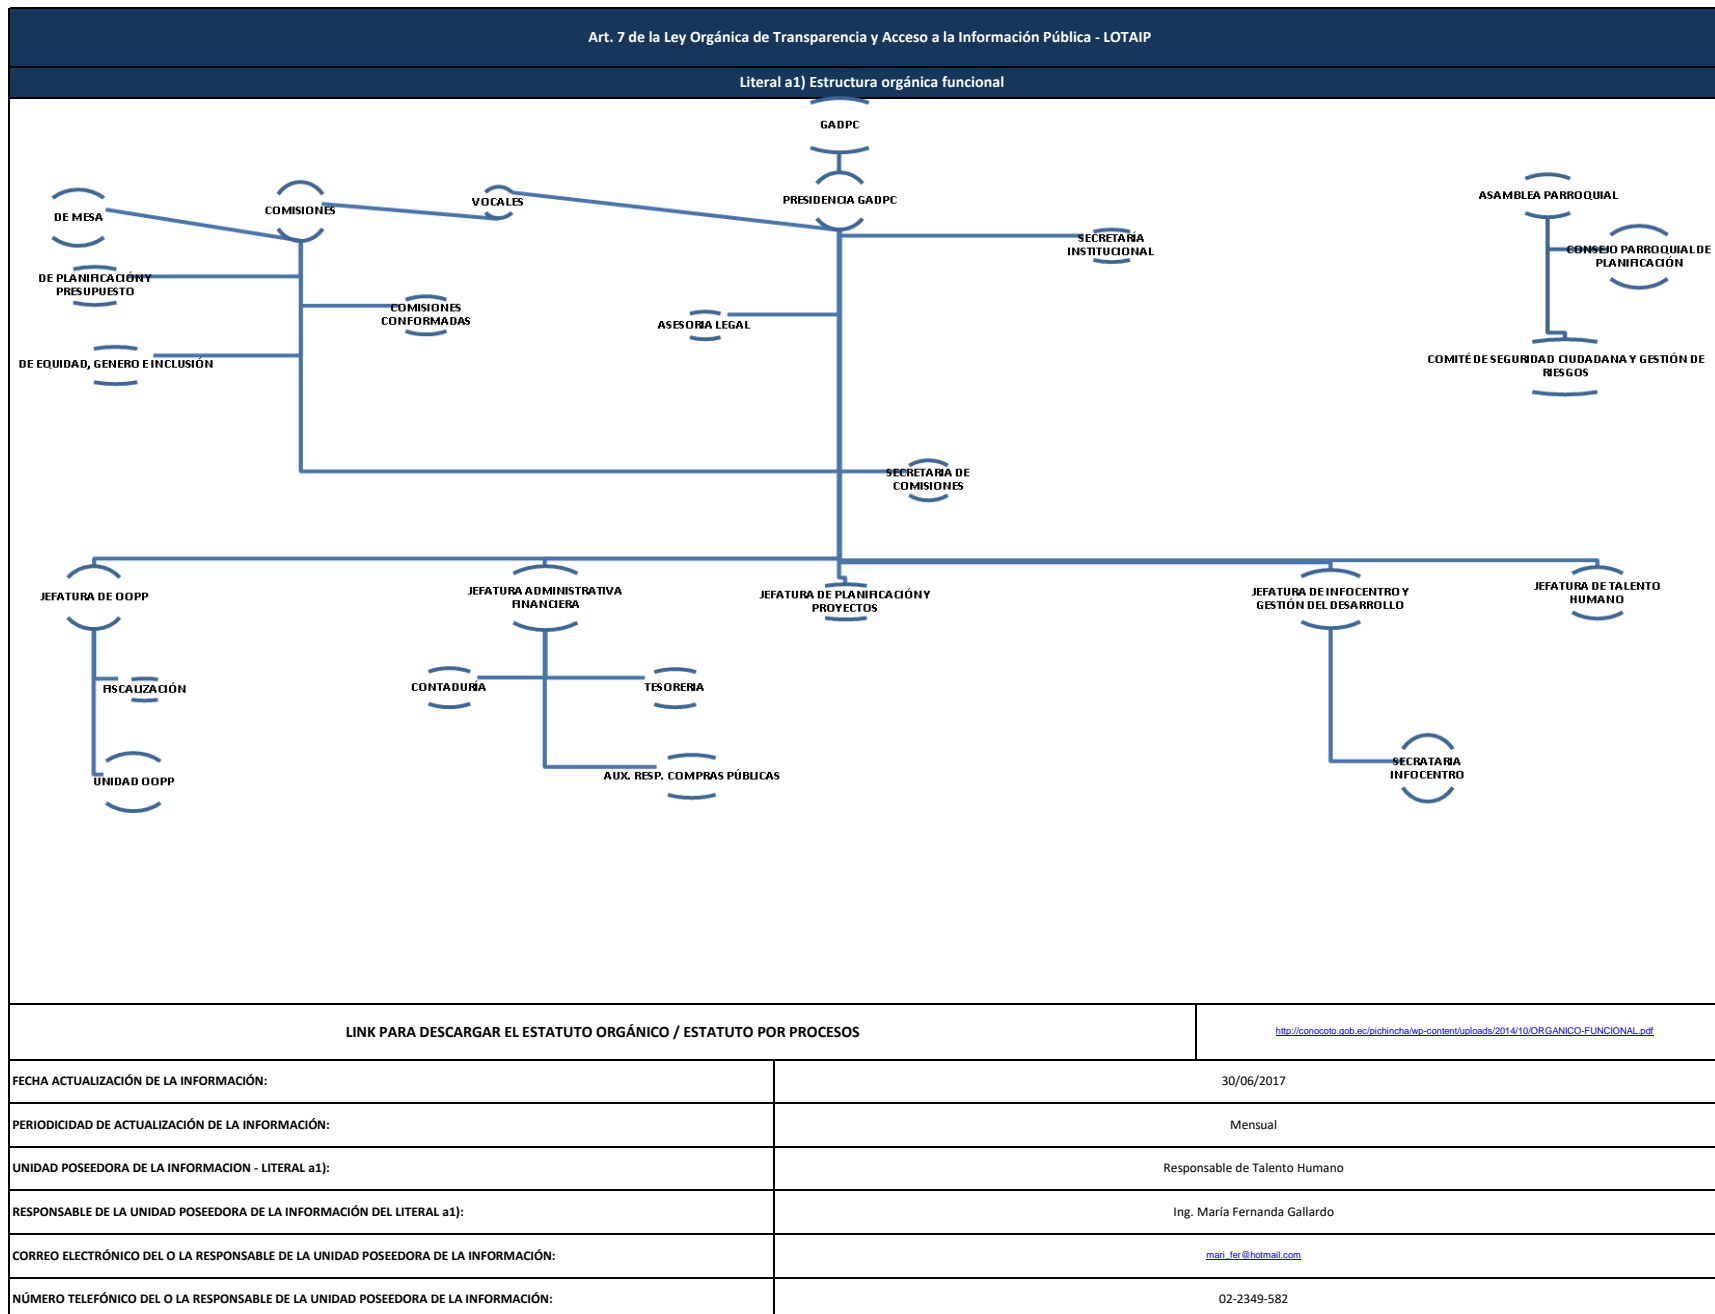 Art. 7 de la Ley Orgánica de Transparencia y Acceso a la Información Pública - LOTAIP
Literal a1) Estructura orgánica funcional
GADPC
DE MESA
COMISIONES
VOCALES
PRESIDENCIA GADPC
ASAMBLEA PARROQUIAL
SECRETARÍA
INSTITUCIONAL
CONSEJO PARROQUIAL DE
PLANIFICACIÓN
DE PLANIFICACIÓN Y
PRESUPUESTO
COMISIONES
CONFORMADAS
ASESORIA LEGAL
DE EQUIDAD, GENERO E INCLUSIÓN
COMITÉ DE SEGURIDAD CIUDADANA Y GESTIÓN DE
RIESGOS
SECRETARIA DE
COMISIONES
JEFATURA DE OOPP
JEFATURA ADMINISTRATIVA
FINANCIERA
JEFATURA DE PLANIFICACIÓN Y
PROYECTOS
JEFATURA DE INFOCENTRO Y
GESTIÓN DEL DESARROLLO
JEFATURA DE TALENTO
HUMANO
FISCALIZACIÓN
CONTADURÍA
TESORERIA
UNIDAD OOPP
AUX. RESP. COMPRAS PÚBLICAS
SECRATARIA
INFOCENTRO
LINK PARA DESCARGAR EL ESTATUTO ORGÁNICO / ESTATUTO POR PROCESOS
http://conocoto.gob.ec/pichincha/wp-content/uploads/2014/10/ORGANICO-FUNCIONAL.pdf
FECHA ACTUALIZACIÓN DE LA INFORMACIÓN:
30/06/2017
PERIODICIDAD DE ACTUALIZACIÓN DE LA INFORMACIÓN:
Mensual
UNIDAD POSEEDORA DE LA INFORMACION - LITERAL a1):
Responsable de Talento Humano
RESPONSABLE DE LA UNIDAD POSEEDORA DE LA INFORMACIÓN DEL LITERAL a1):
Ing. María Fernanda Gallardo
CORREO ELECTRÓNICO DEL O LA RESPONSABLE DE LA UNIDAD POSEEDORA DE LA INFORMACIÓN:
mari_fer@hotmail.com
NÚMERO TELEFÓNICO DEL O LA RESPONSABLE DE LA UNIDAD POSEEDORA DE LA INFORMACIÓN:
02-2349-582